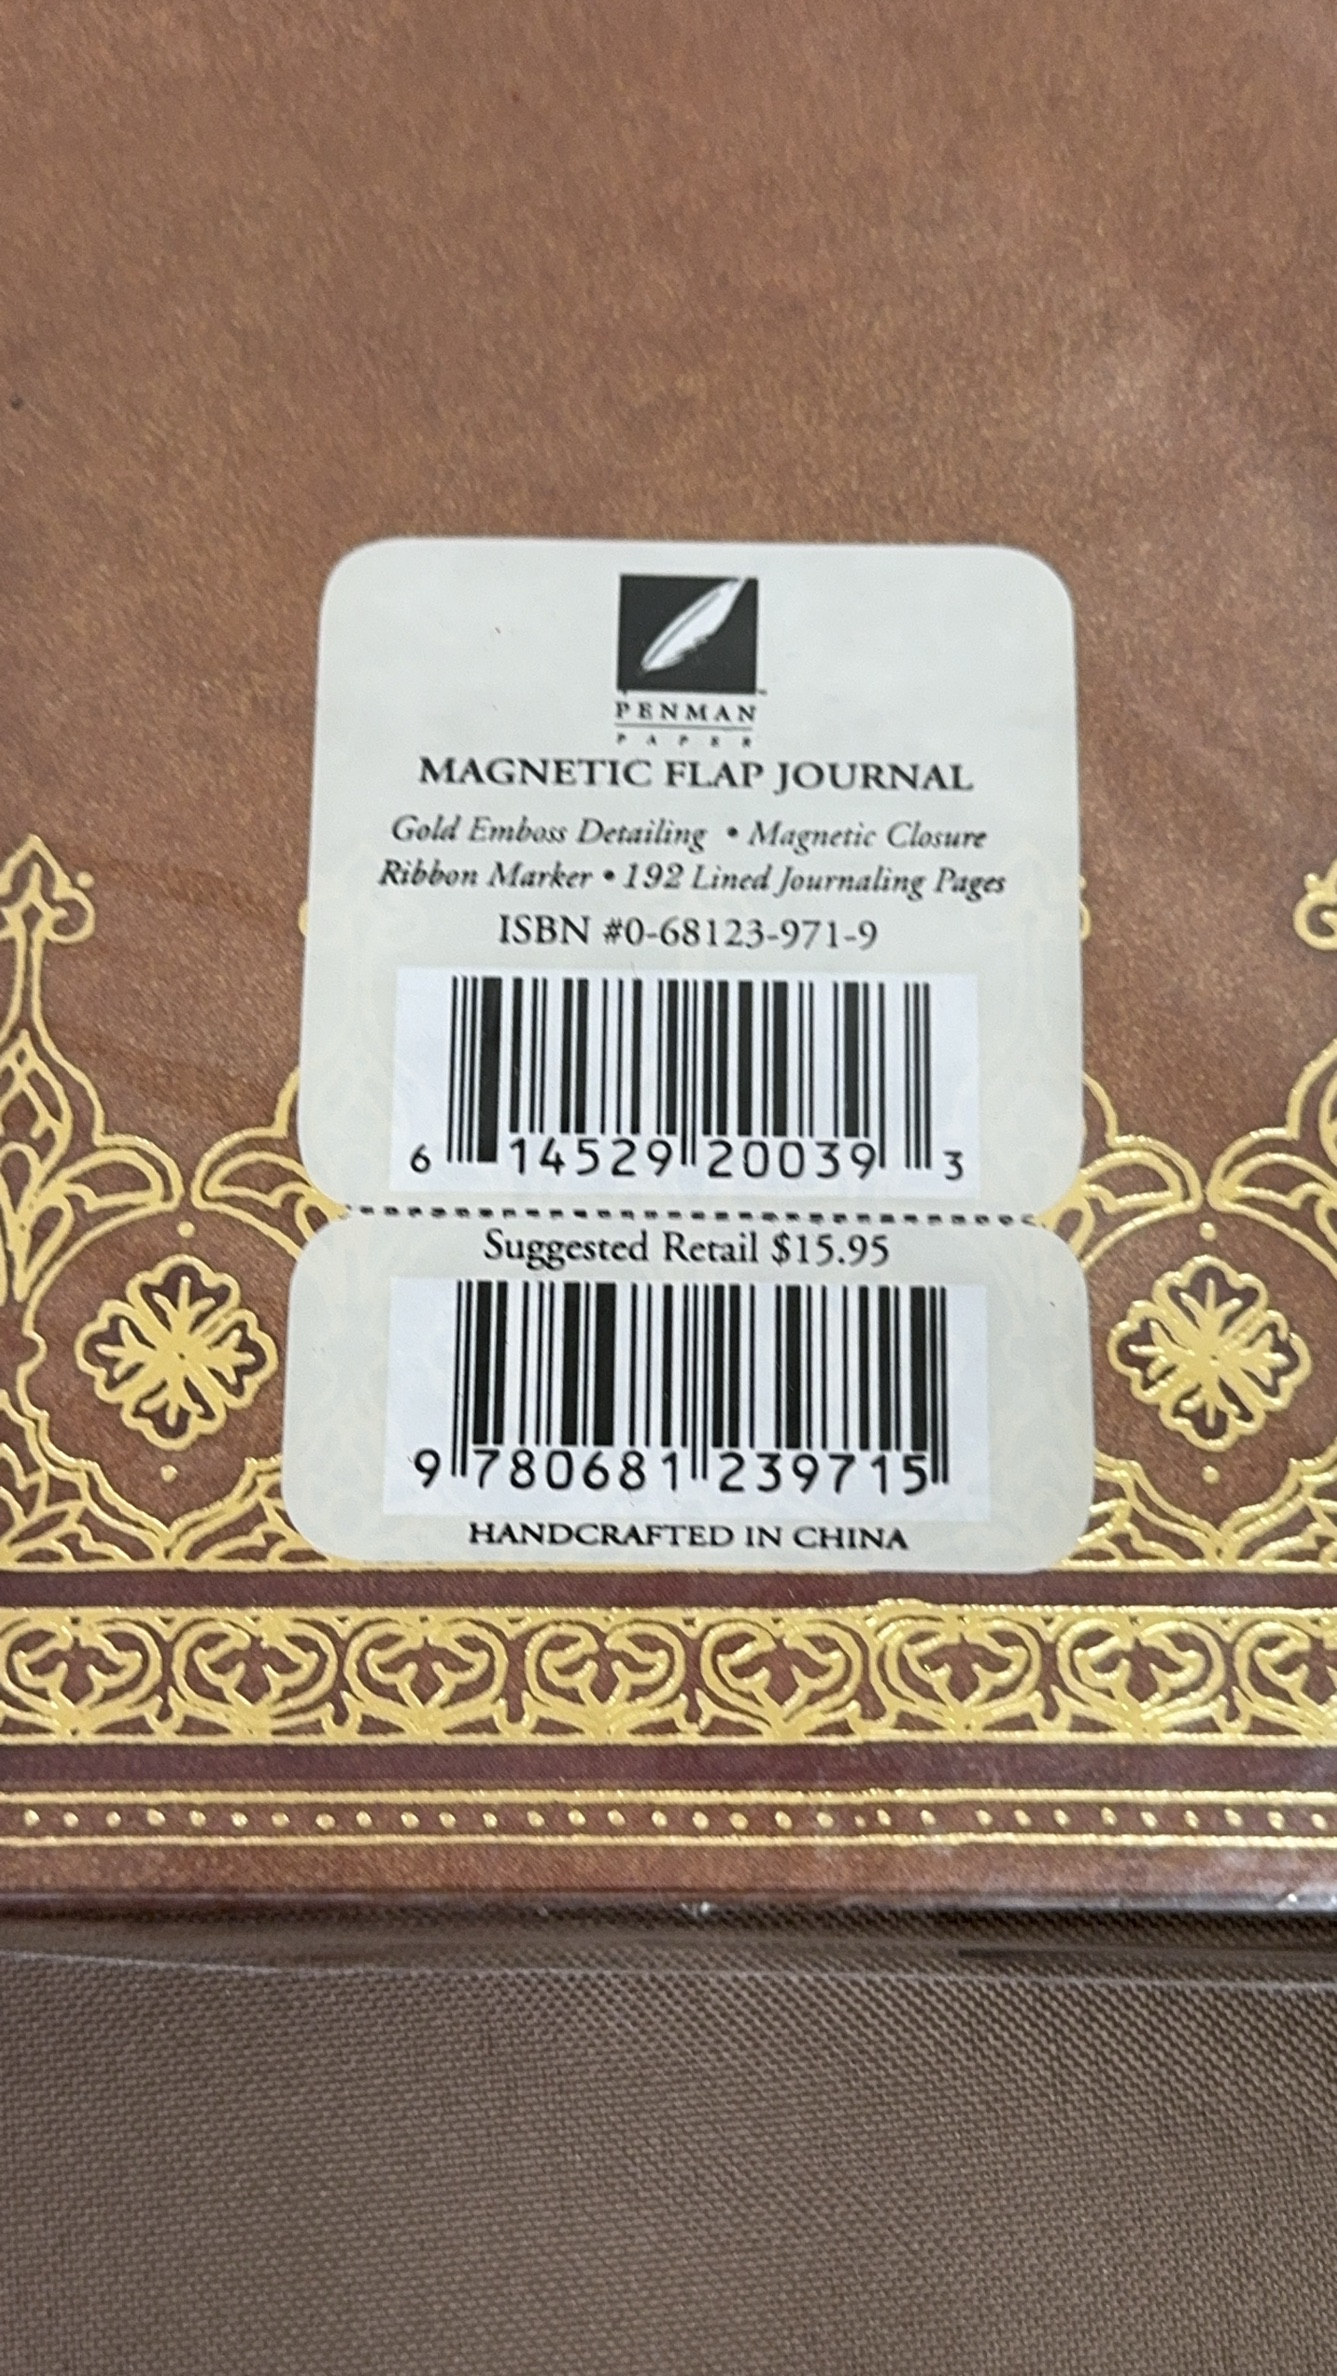 PENMAN
PAPER
MAGNETIC FLAP JOURNAL
Gold Emboss Detailing • Magnetic Closure
Ribbon Marker • 192 Lined Journaling Pages
ISBN #0-68123-971-9
6 14529 20039 3
Suggested Retail $15.95
9 780681 239715
HANDCRAFTED IN CHINA